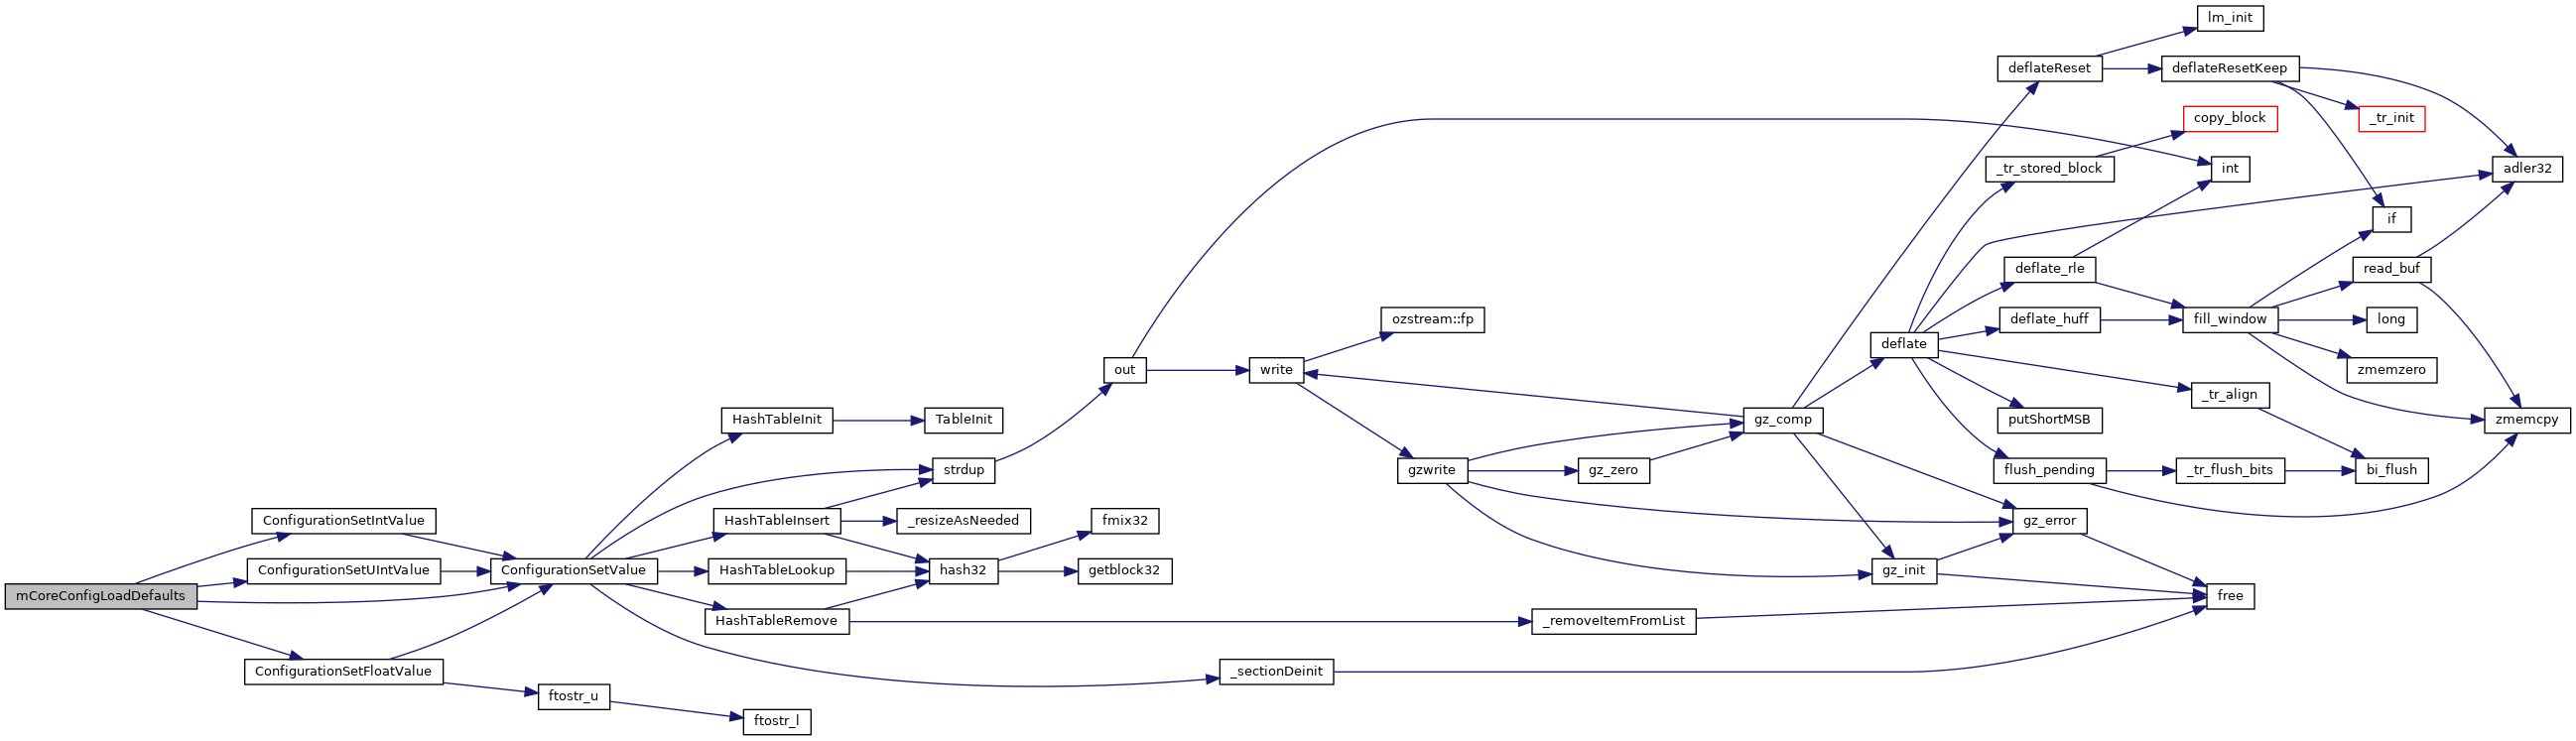 mCoreConfigLoadDefaults
ConfigurationSetIntValue
ConfigurationSetUIntValue
ConfigurationSetFloatValue
ConfigurationSetValue
ftostr_u
ftostr_l
HashTableInit
HashTableInsert
HashTableLookup
HashTableRemove
TableInit
strdup
_resizeAsNeeded
hash32
fmix32
getblock32
out
_sectionDeinit
write
ozstream::fp
gzwrite
gz_zero
_removeItemFromList
gz_comp
deflate
gz_init
deflateReset
_tr_stored_block
deflate_rle
deflate_huff
putShortMSB
flush_pending
gz_error
lm_init
deflateResetKeep
copy_block
int
fill_window
_tr_align
_tr_flush_bits
free
_tr_init
if
read_buf
long
zmemzero
bi_flush
adler32
zmemcpy